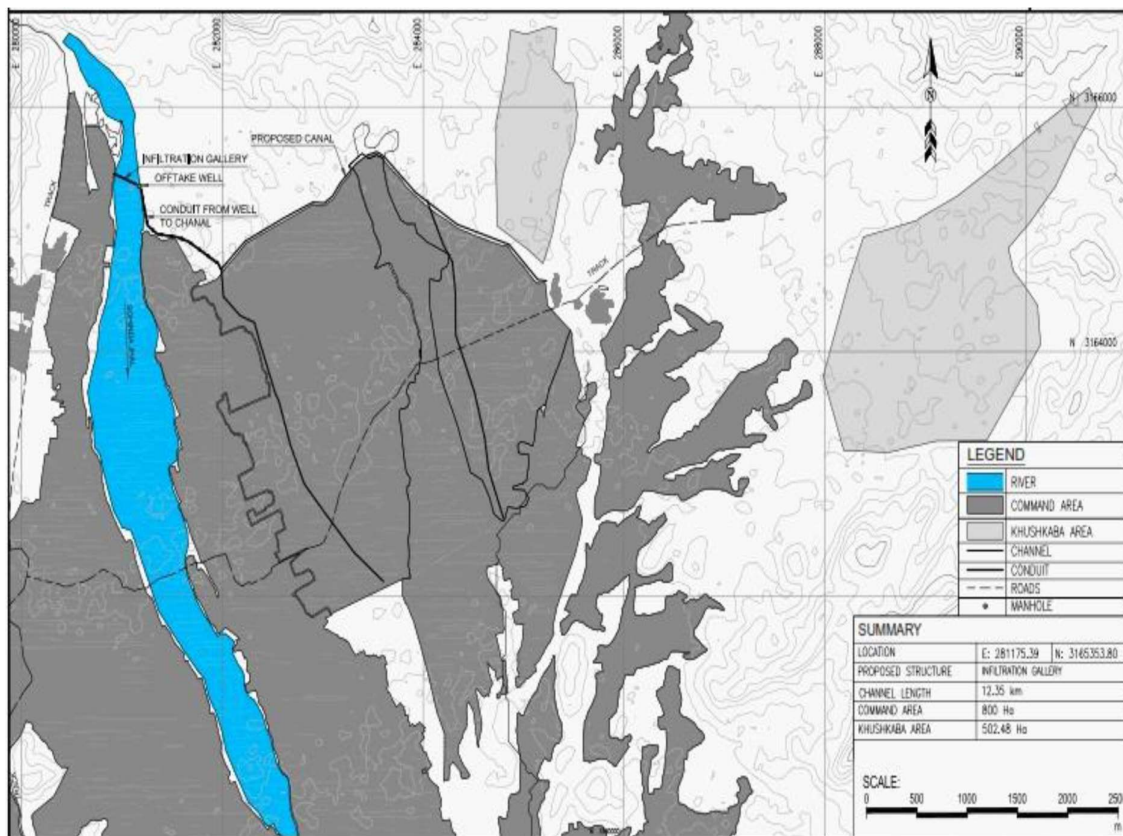 E 280000
E 282000
E 284000
E 286000
E 288000
E 290000
N 3166000
PROPOSED CANAL
INFILTRATION GALLERY
OFFTAKE WELL
TRACK
CONDUIT FROM WELL
TO CHANAL
TRACK
N 3164000
LEGEND
RIVER
COMMAND AREA
KHUSHKABA AREA
CHANNEL
CONDUIT
ROADS
MANHOLE
SUMMARY
LOCATION E: 281175.39 N: 3165353.80
PROPOSED STRUCTURE INFILTRATION GALLERY
CHANNEL LENGTH 12.35 km
COMMAND AREA 800 Ha
KHUSHKABA AREA 502.48 Ha
SCALE:
0 500 1000 1500 2000 2500
m